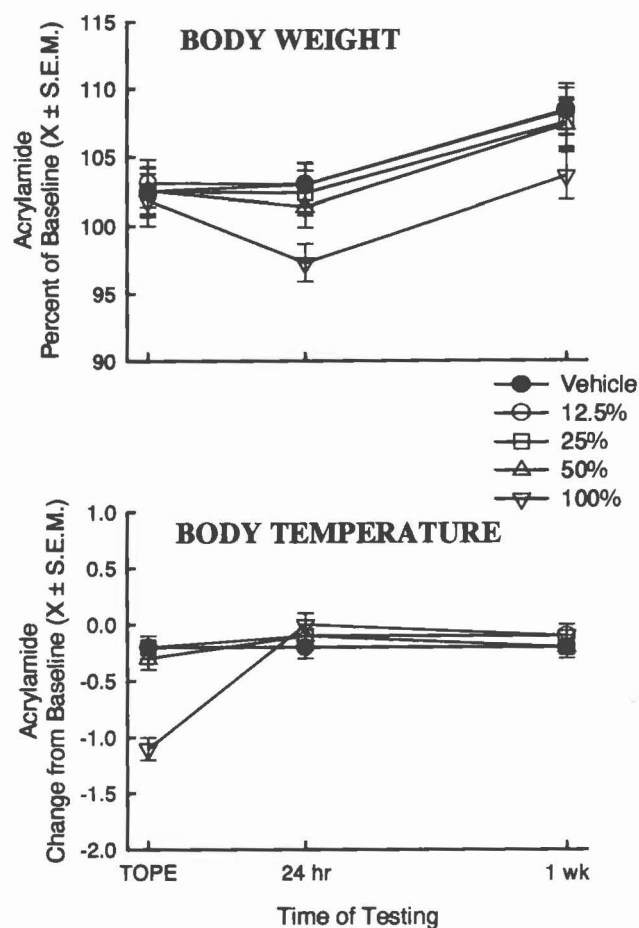 BODY WEIGHT
Acrylamide
Percent of Baseline (X ± S.E.M.)
115
110
105
100
95
90
Vehicle
12.5%
25%
50%
100%
BODY TEMPERATURE
Acrylamide
Change from Baseline (X ± S.E.M.)
1.0
0.5
0.0
-0.5
-1.0
-1.5
-2.0
TOPE 24 hr 1 wk
Time of Testing